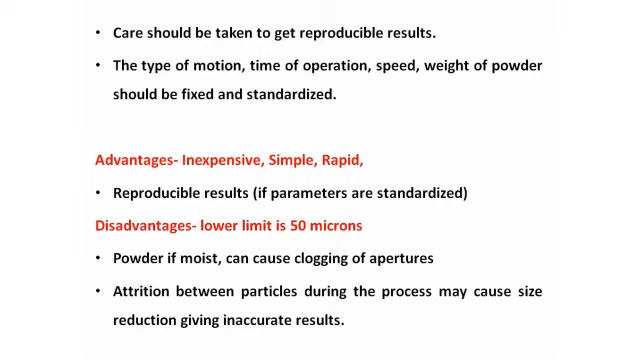 • Care should be taken to get reproducible results.
• The type of motion, time of operation, speed, weight of powder
should be fixed and standardized.
Advantages- Inexpensive, Simple, Rapid,
• Reproducible results (if parameters are standardized)
Disadvantages- lower limit is 50 microns
• Powder if moist, can cause clogging of apertures
• Attrition between particles during the process may cause size
reduction giving inaccurate results.